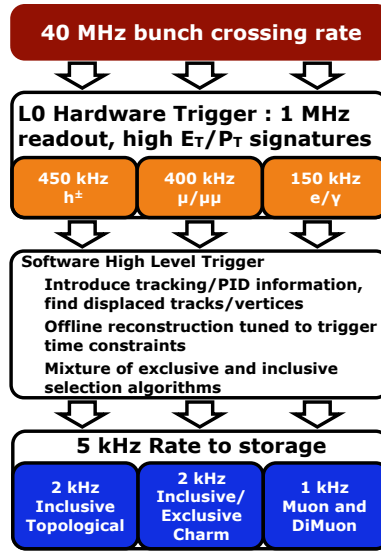 40 MHz bunch crossing rate
L0 Hardware Trigger : 1 MHz
readout, high ET/PT signatures
450 kHz
h±
400 kHz
μ/μμ
150 kHz
e/γ
Software High Level Trigger
Introduce tracking/PID information,
find displaced tracks/vertices
Offline reconstruction tuned to trigger
time constraints
Mixture of exclusive and inclusive
selection algorithms
5 kHz Rate to storage
2 kHz
Inclusive
Topological
2 kHz
Inclusive/
Exclusive
Charm
1 kHz
Muon and
DiMuon